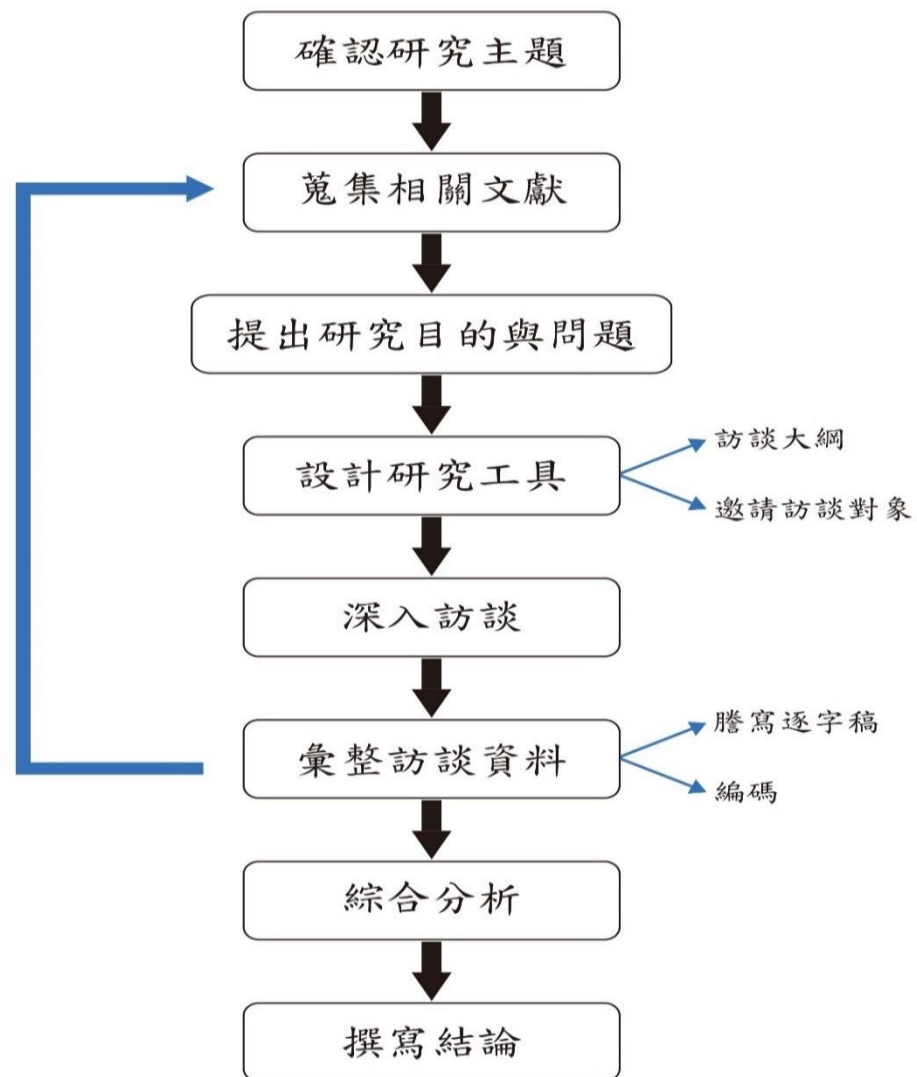 確認研究主題
蒐集相關文獻
提出研究目的與問題
設計研究工具
訪談大綱
邀請訪談對象
深入訪談
彙整訪談資料
謄寫逐字稿
編碼
綜合分析
撰寫結論